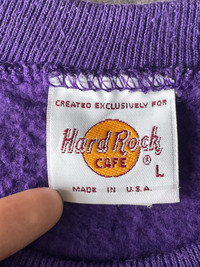 CREATED EXCLUSIVELY FOR
Hard Rock
CAFE ®
L
MADE IN U.S.A.